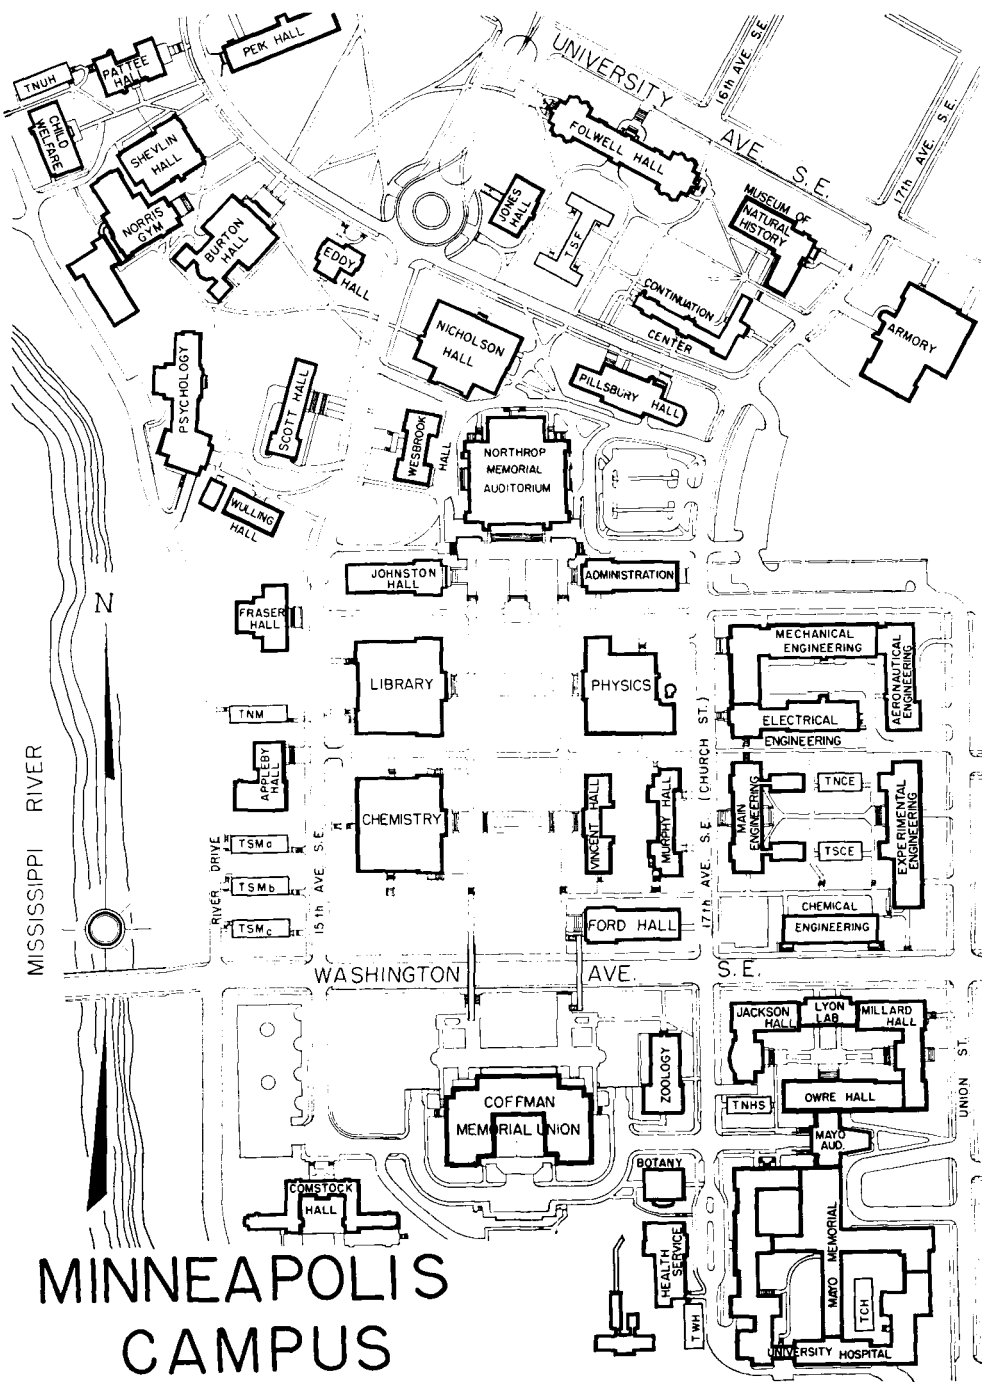 PEIK HALL
TNUH
PATTEE
HALL
CHILD
WELFARE
SHEVLIN
HALL
NORRIS
GYM
BURTON
HALL
EDDY
HALL
UNIVERSITY AVE. S.E.
16th AVE. S.E.
17th AVE. S.E.
FOLWELL HALL
JONES
HALL
TSF
MUSEUM OF
NATURAL
HISTORY
CONTINUATION
CENTER
ARMORY
NICHOLSON
HALL
PILLSBURY HALL
PSYCHOLOGY
SCOTT HALL
WESBROOK
HALL
NORTHROP
MEMORIAL
AUDITORIUM
WULLING
HALL
JOHNSTON
HALL
ADMINISTRATION
N
FRASER
HALL
LIBRARY
PHYSICS
MECHANICAL
ENGINEERING
AERONAUTICAL
ENGINEERING
ELECTRICAL
ENGINEERING
TNM
APPLEBY
HALL
CHEMISTRY
VINCENT HALL
MURPHY HALL
17th AVE. S.E. (CHURCH ST.)
MAIN
ENGINEERING
TNCE
TSCE
EXPERIMENTAL
ENGINEERING
MISSISSIPPI RIVER
RIVER DRIVE
TSMa
TSMb
TSMc
15th AVE. S.E.
FORD HALL
CHEMICAL
ENGINEERING
WASHINGTON AVE. S.E.
JACKSON
HALL
LYON
LAB.
MILLARD
HALL
ZOOLOGY
TNHS
OWRE HALL
UNION ST.
COFFMAN
MEMORIAL UNION
MAYO
AUD.
BOTANY
COMSTOCK
HALL
HEALTH
SERVICE
TWH
MAYO MEMORIAL
TCH
UNIVERSITY HOSPITAL
MINNEAPOLIS
CAMPUS